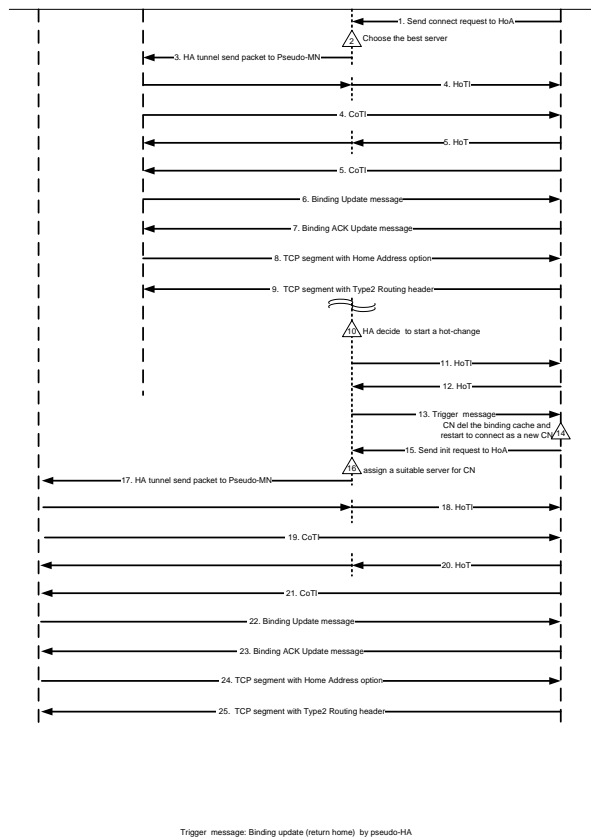 1. Send connect request to HoA
2
Choose the best server
3. HA tunnel send packet to Pseudo-MN
4. HoTI
4. CoTI
5. HoT
5. CoTI
6. Binding Update message
7. Binding ACK Update message
8. TCP segment with Home Address option
9. TCP segment with Type2 Routing header
10
HA decide to start a hot-change
11. HoTI
12. HoT
13. Trigger message
CN del the binding cache and
restart to connect as a new CN
14
15. Send init request to HoA
16
assign a suitable server for CN
17. HA tunnel send packet to Pseudo-MN
18. HoTI
19. CoTI
20. HoT
21. CoTI
22. Binding Update message
23. Binding ACK Update message
24. TCP segment with Home Address option
25. TCP segment with Type2 Routing header
Trigger message: Binding update (return home) by pseudo-HA